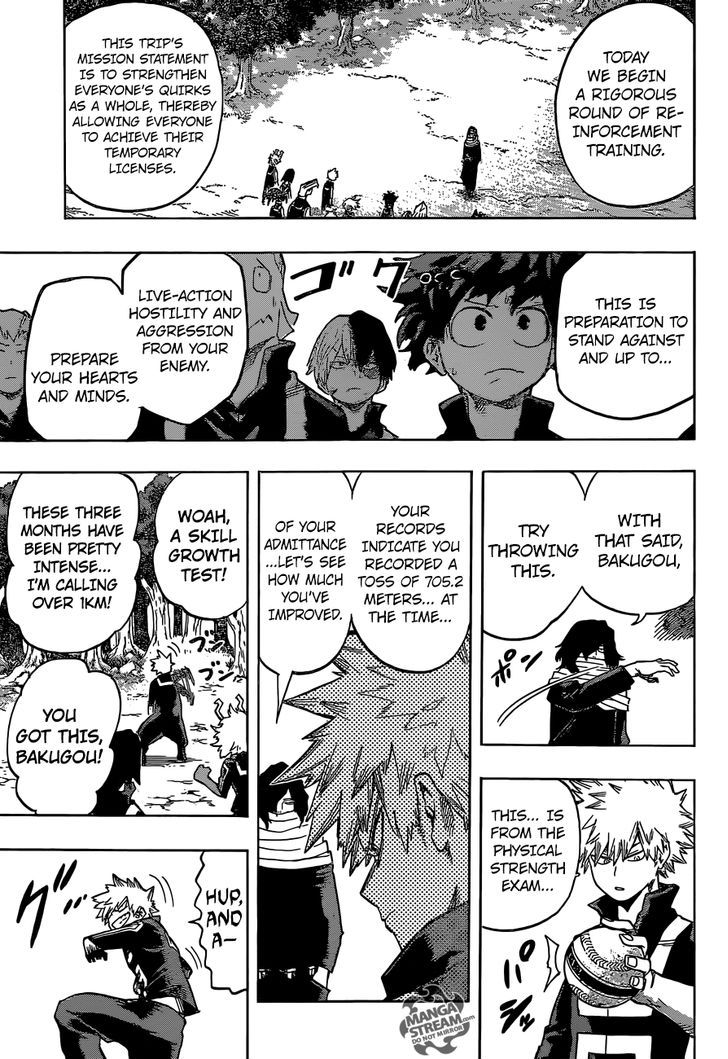 TODAY
WE BEGIN
A RIGOROUS
ROUND OF RE-
INFORCEMENT
TRAINING.
THIS TRIP'S
MISSION STATEMENT
IS TO STRENGTHEN
EVERYONE'S QUIRKS
AS A WHOLE, THEREBY
ALLOWING EVERYONE
TO ACHIEVE THEIR
TEMPORARY
LICENSES.
THIS IS
PREPARATION TO
STAND AGAINST
AND UP TO...
ゴク
LIVE-ACTION
HOSTILITY AND
AGGRESSION
FROM YOUR
ENEMY.
PREPARE
YOUR HEARTS
AND MINDS.
WITH
THAT SAID,
BAKUGOU,
TRY
THROWING
THIS.
ポン
THIS... IS
FROM THE
PHYSICAL
STRENGTH
EXAM...
パシ
YOUR
RECORDS
INDICATE YOU
RECORDED A
TOSS OF 705.2
METERS... AT
THE TIME...
OF YOUR
ADMITTANCE
...LET'S SEE
HOW MUCH
YOU'VE
IMPROVED.
WOAH,
A SKILL
GROWTH
TEST!
THESE THREE
MONTHS HAVE
BEEN PRETTY
INTENSE...
I'M CALLING
OVER 1KM!
ブン
ブン
YOU
GOT THIS,
BAKUGOU!
HUP,
AND
A–
グッ
MANGA
STREAM.com
DO NOT MIRROR